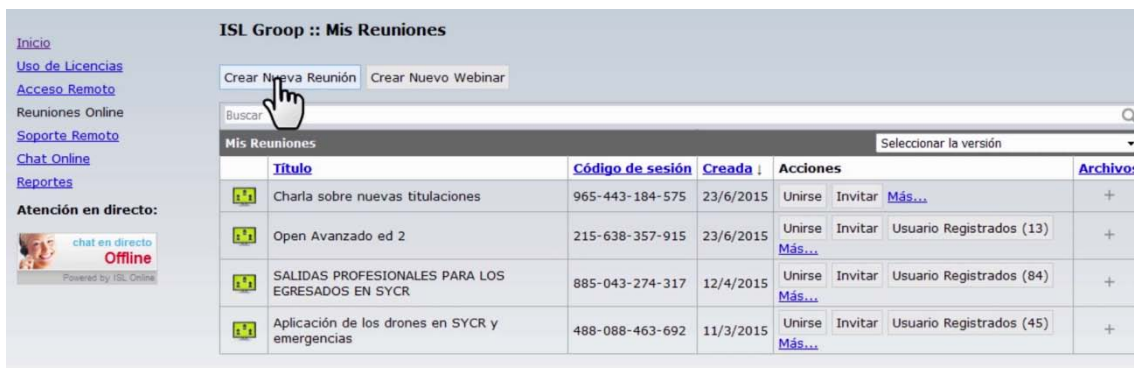 ISL Groop :: Mis Reuniones
Inicio
Uso de Licencias
Acceso Remoto
Reuniones Online
Soporte Remoto
Chat Online
Reportes
Atención en directo:
chat en directo
Offline
Powered by ISL Online
Crear Nueva Reunión Crear Nuevo Webinar
Buscar
Mis Reuniones Seleccionar la versión
Título Código de sesión Creada ↓ Acciones Archivos
Charla sobre nuevas titulaciones 965-443-184-575 23/6/2015 Unirse Invitar Más... +
Open Avanzado ed 2 215-638-357-915 23/6/2015 Unirse Invitar Usuario Registrados (13) +
Más...
SALIDAS PROFESIONALES PARA LOS
EGRESADOS EN SYCR 885-043-274-317 12/4/2015 Unirse Invitar Usuario Registrados (84) +
Más...
Aplicación de los drones en SYCR y
emergencias 488-088-463-692 11/3/2015 Unirse Invitar Usuario Registrados (45) +
Más...